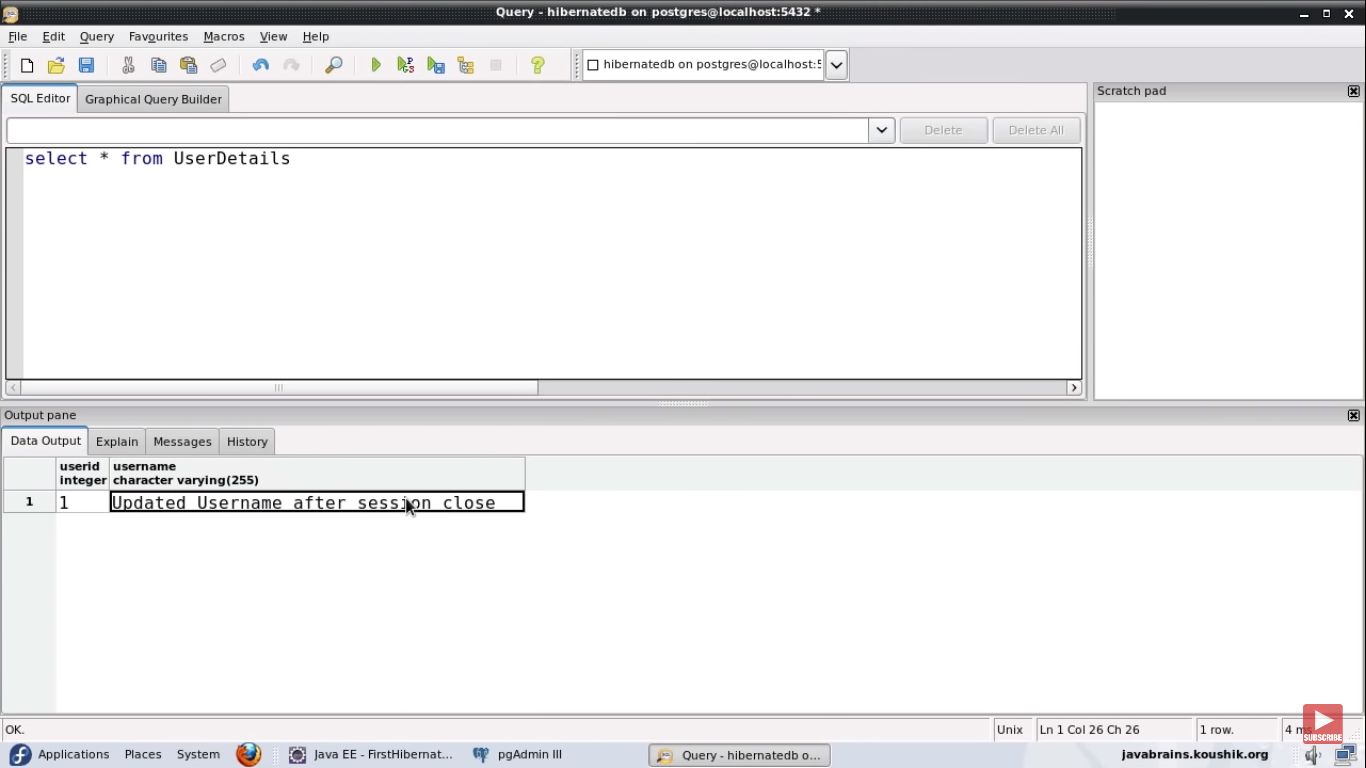 Query - hibernatedb on postgres@localhost:5432 *
File Edit Query Favourites Macros View Help
hibernatedb on postgres@localhost:5
SQL Editor Graphical Query Builder
Scratch pad
Delete Delete All
select * from UserDetails
Output pane
Data Output Explain Messages History
userid username
integer character varying(255)
1 1 Updated Username after session close
OK. Unix Ln 1 Col 26 Ch 26 1 row. 4 ms
SUBSCRIBE
Applications Places System Java EE - FirstHibernat... pgAdmin III Query - hibernatedb o... javabrains.koushik.org